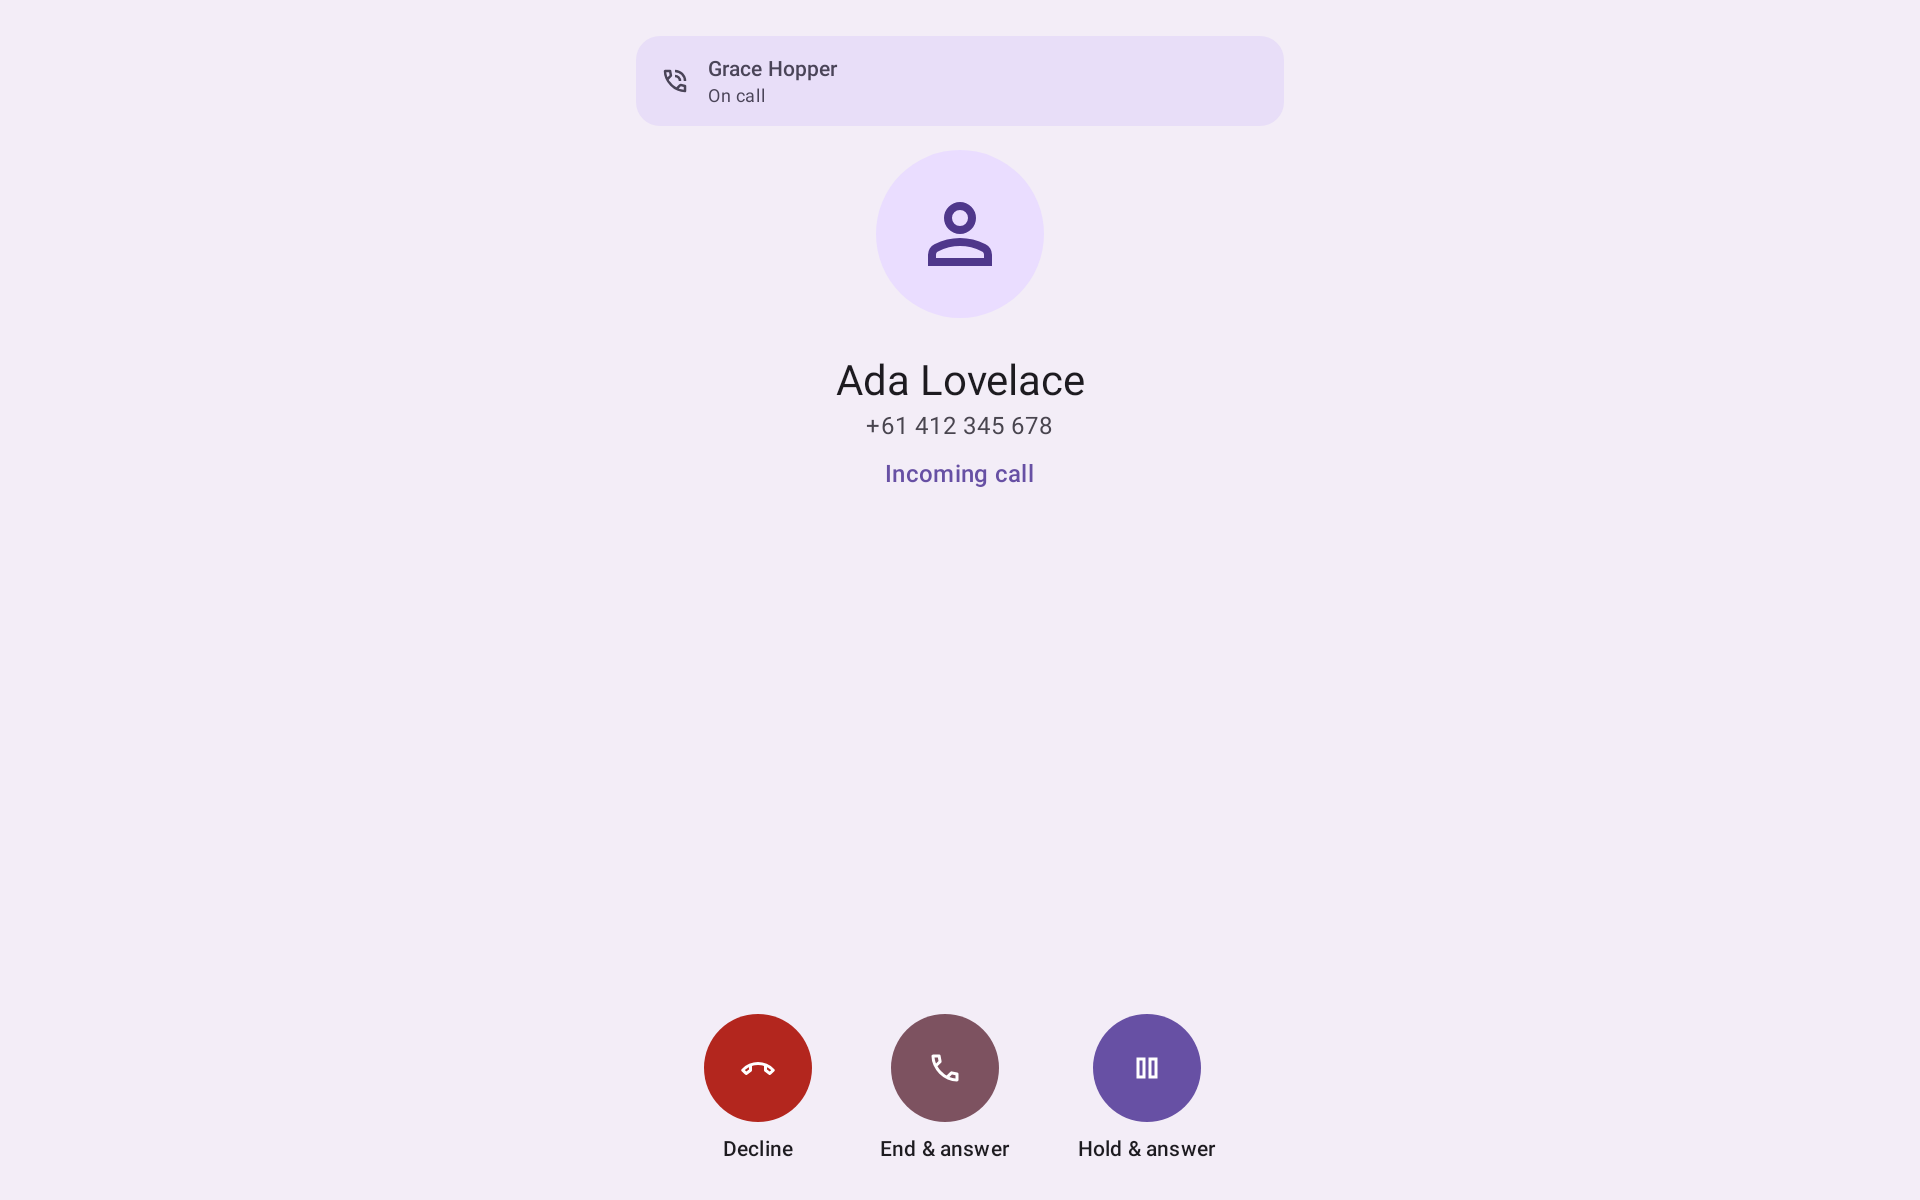 Grace Hopper
On call
Ada Lovelace
+61 412 345 678
Incoming call
Decline
End & answer
Hold & answer